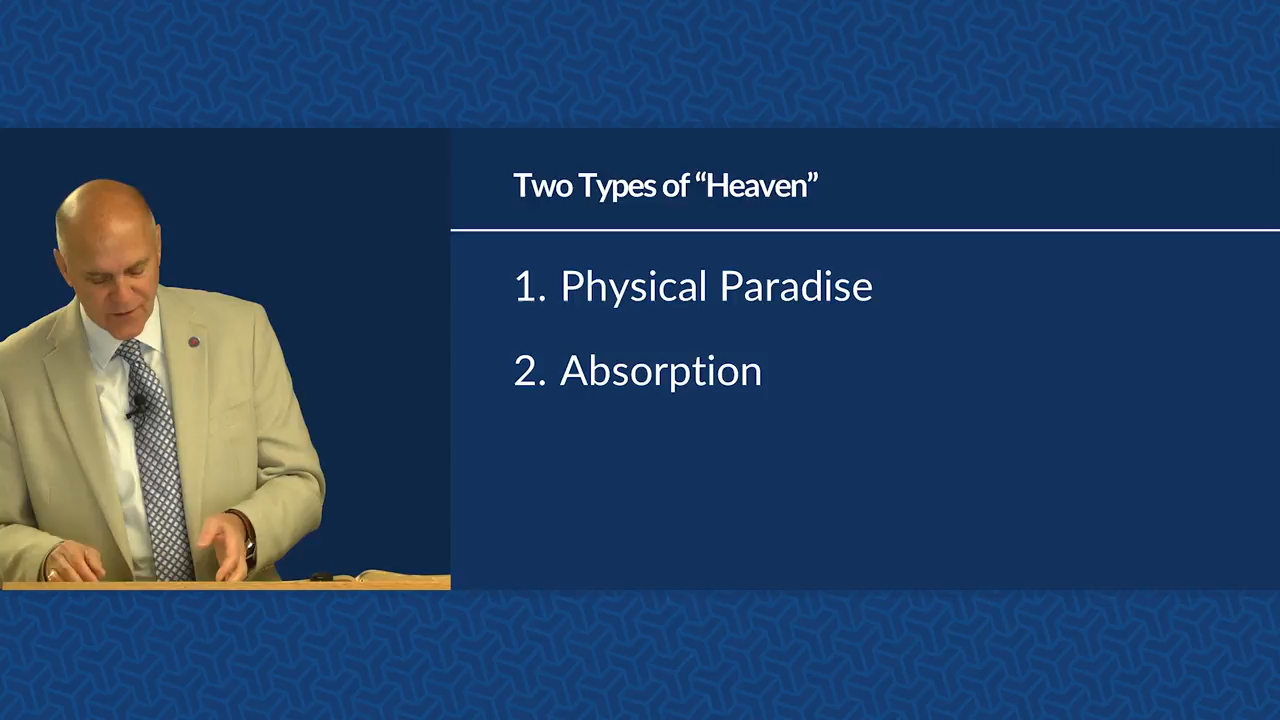 Two Types of “Heaven”
1. Physical Paradise
2. Absorption